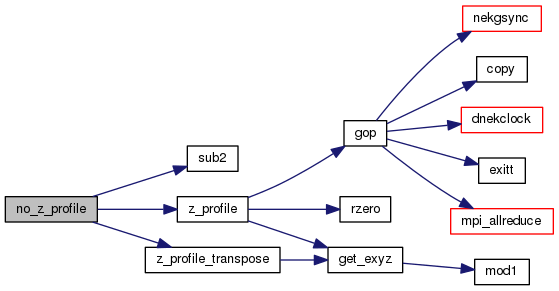 no_z_profile
sub2
z_profile
z_profile_transpose
gop
rzero
get_exyz
nekgsync
copy
dnekclock
exitt
mpi_allreduce
mod1